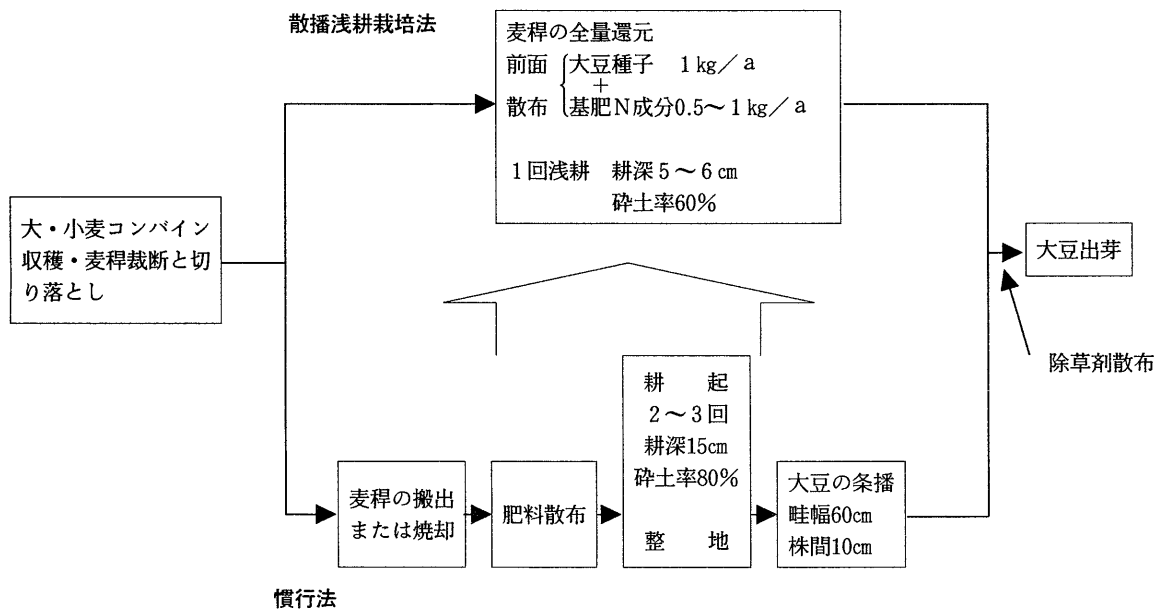 散播浅耕栽培法
麦稈の全量還元
前面 大豆種子 1㎏／a
＋
散布 基肥N成分0.5〜1㎏／a
1回浅耕 耕深5〜6㎝
砕土率60％
大・小麦コンバイン
収穫・麦稈裁断と切
り落とし
大豆出芽
除草剤散布
麦稈の搬出
または焼却
肥料散布
耕 起
2〜3回
耕深15㎝
砕土率80％
整 地
大豆の条播
畦幅60㎝
株間10㎝
慣行法